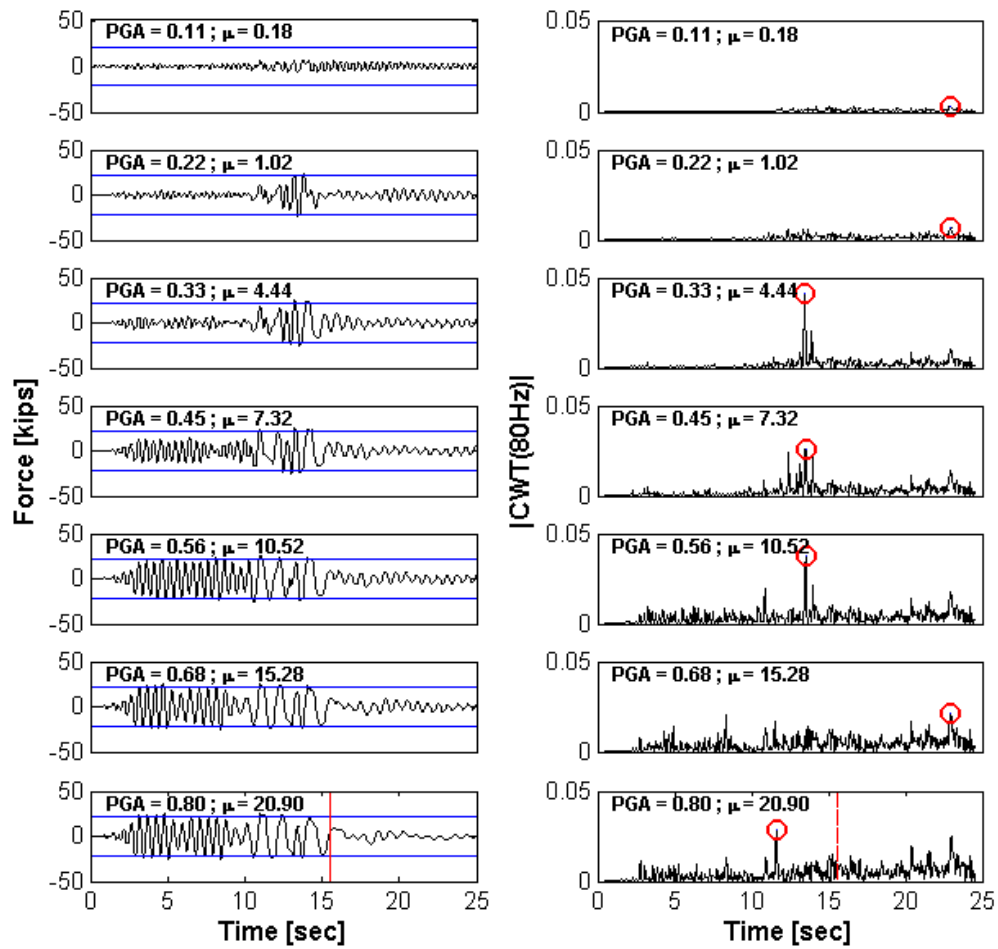 50
0
-50
PGA = 0.11 ; μ = 0.18
0.05
0
PGA = 0.11 ; μ = 0.18
50
0
-50
PGA = 0.22 ; μ = 1.02
0.05
0
PGA = 0.22 ; μ = 1.02
50
0
-50
PGA = 0.33 ; μ = 4.44
0.05
0
PGA = 0.33 ; μ = 4.44
Force [kips]
|CWT(80Hz)|
50
0
-50
PGA = 0.45 ; μ = 7.32
0.05
0
PGA = 0.45 ; μ = 7.32
50
0
-50
PGA = 0.56 ; μ = 10.52
0.05
0
PGA = 0.56 ; μ = 10.52
50
0
-50
PGA = 0.68 ; μ = 15.28
0.05
0
PGA = 0.68 ; μ = 15.28
50
0
-50
PGA = 0.80 ; μ = 20.90
0.05
0
PGA = 0.80 ; μ = 20.90
0 5 10 15 20 25
0 5 10 15 20 25
Time [sec]
Time [sec]